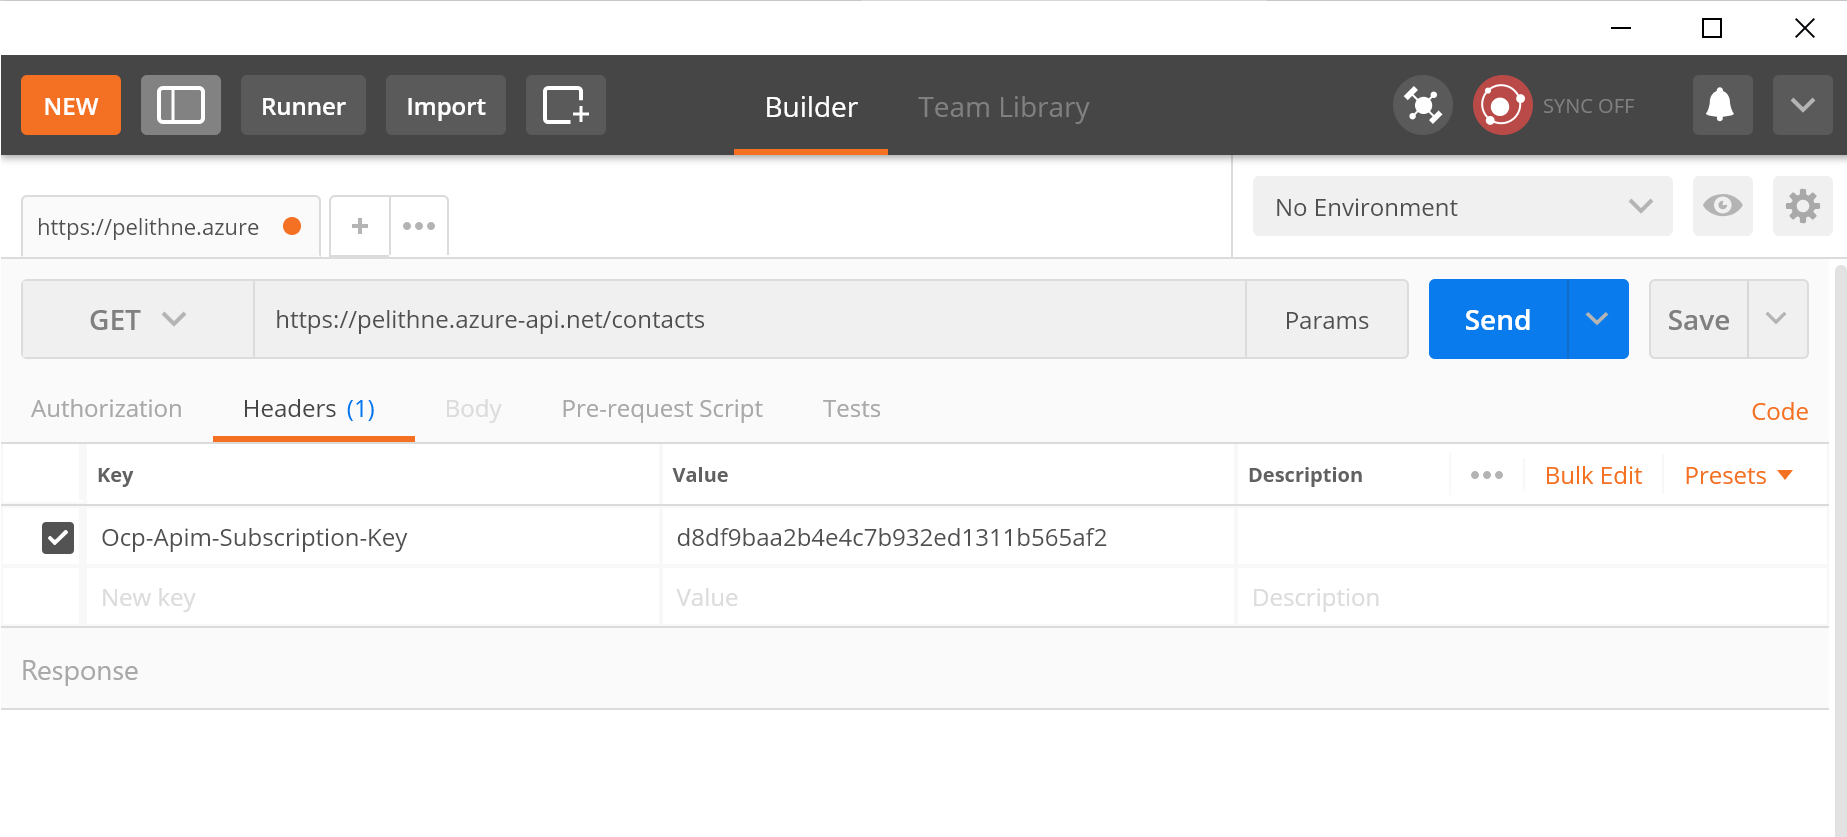 NEW Runner Import Builder Team Library SYNC OFF
https://pelithne.azure No Environment
GET https://pelithne.azure-api.net/contacts Params Send Save
Authorization Headers (1) Body Pre-request Script Tests Code
Key Value Description Bulk Edit Presets
Ocp-Apim-Subscription-Key d8df9baa2b4e4c7b932ed1311b565af2
New key Value Description
Response